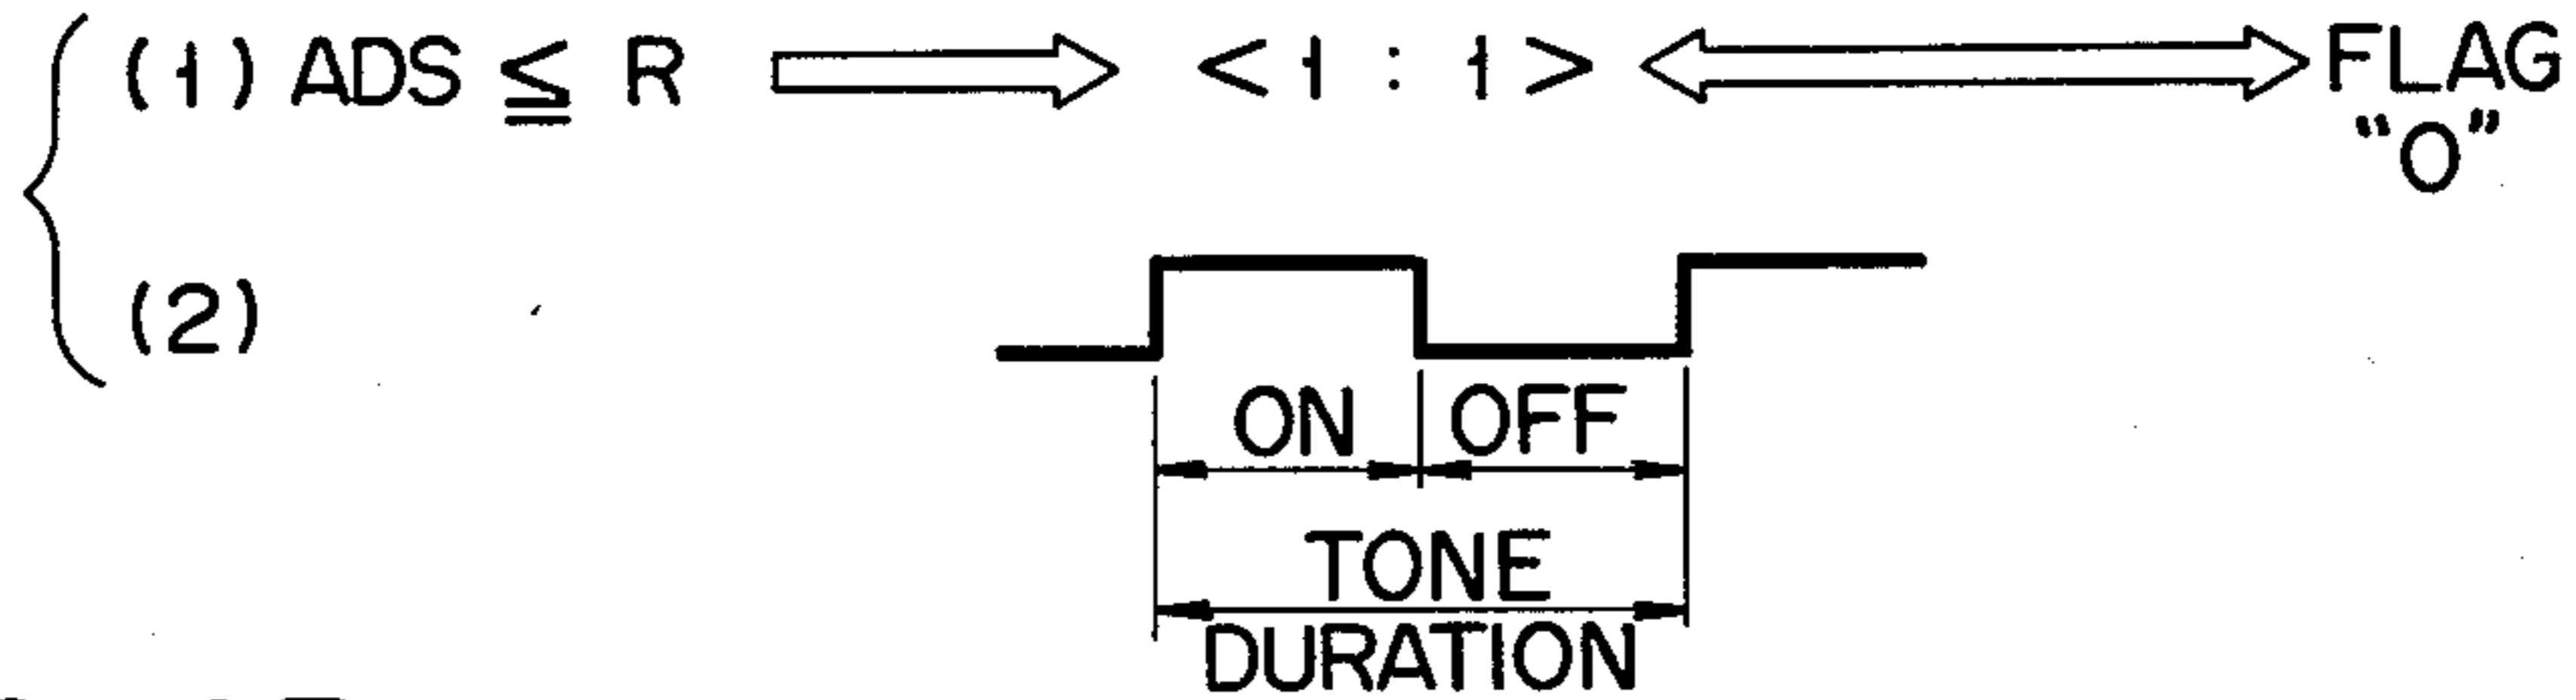 (1) ADS ≦ R <1 : 1> FLAG
"0"
(2)
ON OFF
TONE
DURATION